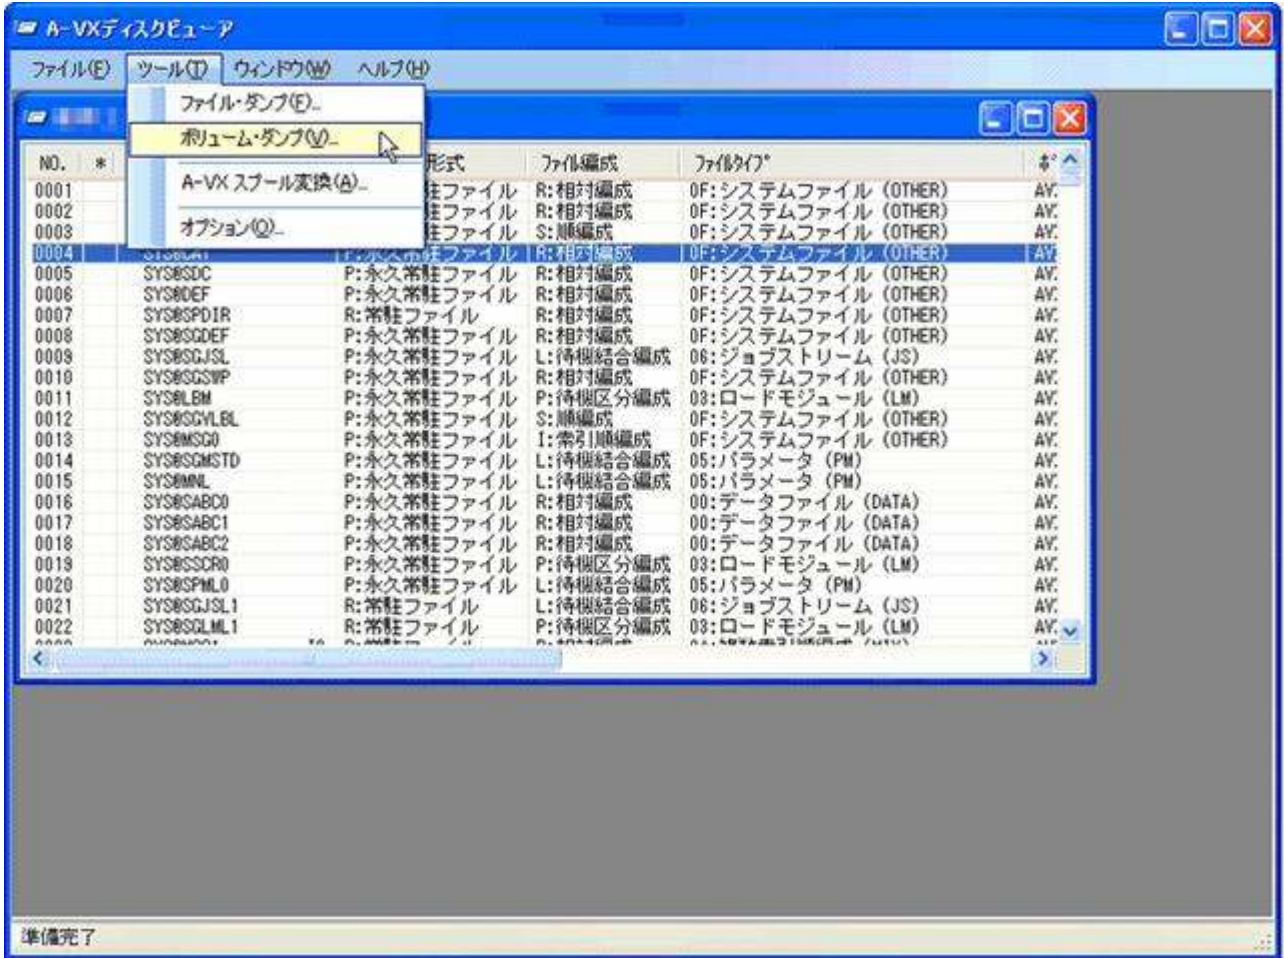 A-VXディスクビューア
ファイル(F) ツール(T) ウィンドウ(W) ヘルプ(H)
ファイル・ダンプ(F)...
ボリューム・ダンプ(V)...
A-VX スプール変換(A)...
オプション(O)...
NO. * 形式 ファイル編成 ファイルタイプ ボ
0001 駐ファイル R:相対編成 0F:システムファイル (OTHER) AV
0002 駐ファイル R:相対編成 0F:システムファイル (OTHER) AV
0003 駐ファイル S:順編成 0F:システムファイル (OTHER) AV
0004 P:永久常駐ファイル R:相対編成 0F:システムファイル (OTHER) AV
0005 SYS@SDC P:永久常駐ファイル R:相対編成 0F:システムファイル (OTHER) AV
0006 SYS@DEF P:永久常駐ファイル R:相対編成 0F:システムファイル (OTHER) AV
0007 SYS@SPDIR R:常駐ファイル R:相対編成 0F:システムファイル (OTHER) AV
0008 SYS@SGDEF P:永久常駐ファイル R:相対編成 0F:システムファイル (OTHER) AV
0009 SYS@SGJSL P:永久常駐ファイル L:待機結合編成 06:ジョブストリーム (JS) AV
0010 SYS@SGSWP P:永久常駐ファイル R:相対編成 0F:システムファイル (OTHER) AV
0011 SYS@LBM P:永久常駐ファイル P:待機区分編成 03:ロードモジュール (LM) AV
0012 SYS@SGVLBL P:永久常駐ファイル S:順編成 0F:システムファイル (OTHER) AV
0013 SYS@MSG0 P:永久常駐ファイル I:索引順編成 0F:システムファイル (OTHER) AV
0014 SYS@SGMSTD P:永久常駐ファイル L:待機結合編成 05:パラメータ (PM) AV
0015 SYS@MNL P:永久常駐ファイル L:待機結合編成 05:パラメータ (PM) AV
0016 SYS@SABC0 P:永久常駐ファイル R:相対編成 00:データファイル (DATA) AV
0017 SYS@SABC1 P:永久常駐ファイル R:相対編成 00:データファイル (DATA) AV
0018 SYS@SABC2 P:永久常駐ファイル R:相対編成 00:データファイル (DATA) AV
0019 SYS@SSCR0 P:永久常駐ファイル P:待機区分編成 03:ロードモジュール (LM) AV
0020 SYS@SPML0 P:永久常駐ファイル L:待機結合編成 05:パラメータ (PM) AV
0021 SYS@SGJSL1 R:常駐ファイル L:待機結合編成 06:ジョブストリーム (JS) AV
0022 SYS@SGLML1 R:常駐ファイル P:待機区分編成 03:ロードモジュール (LM) AV
準備完了